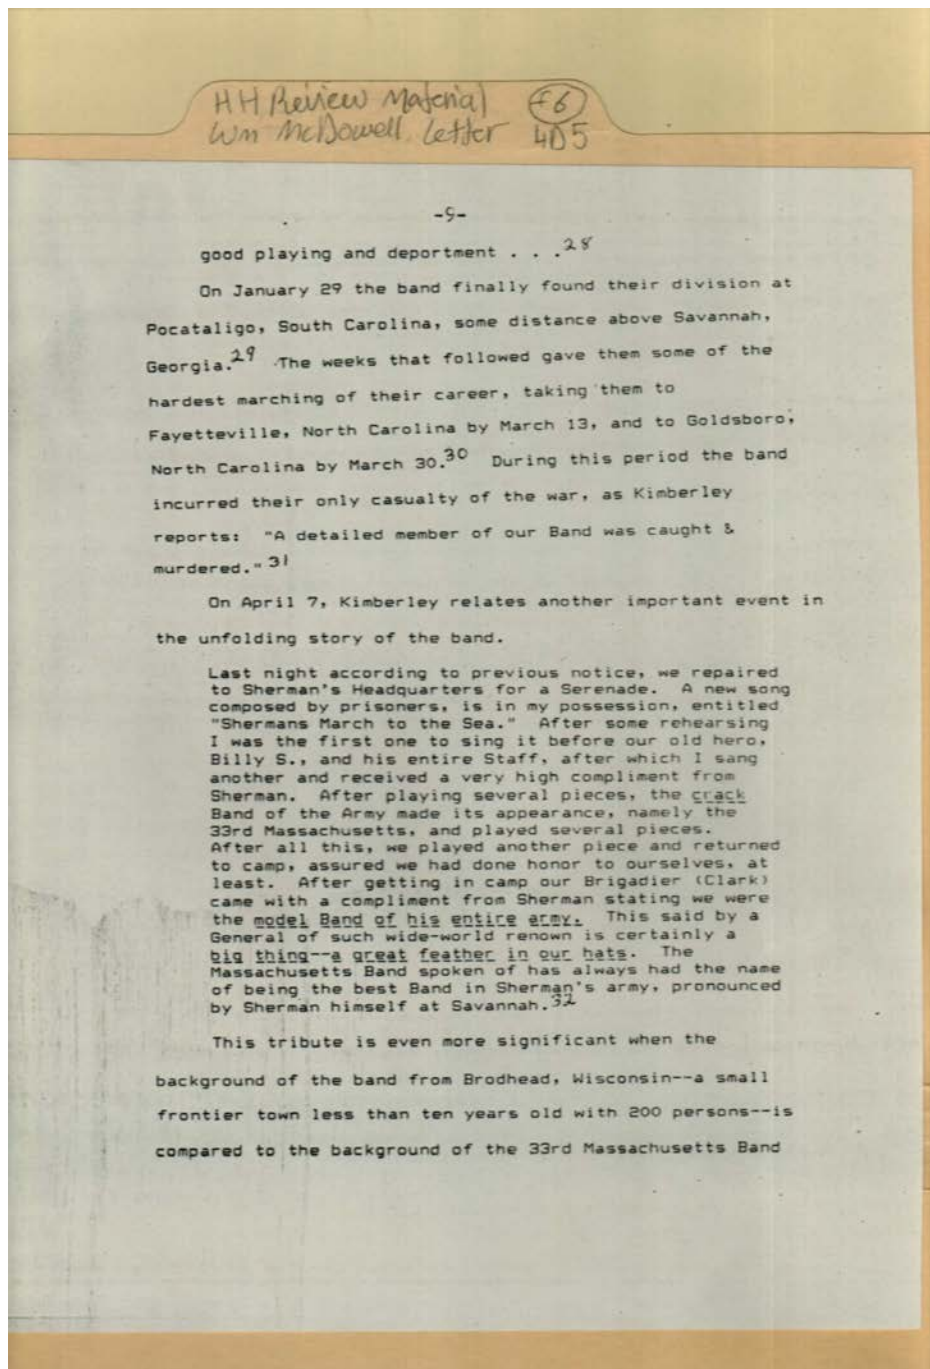 HH Review Material F6
Wm McDowell Letter 4D5
-9-
good playing and deportment . . .28
On January 29 the band finally found their division at
Pocataligo, South Carolina, some distance above Savannah,
Georgia.29 The weeks that followed gave them some of the
hardest marching of their career, taking them to
Fayetteville, North Carolina by March 13, and to Goldsboro,
North Carolina by March 30.30 During this period the band
incurred their only casualty of the war, as Kimberley
reports: "A detailed member of our Band was caught &
murdered."31
On April 7, Kimberley relates another important event in
the unfolding story of the band.
Last night according to previous notice, we repaired
to Sherman's Headquarters for a Serenade. A new song
composed by prisoners, is in my possession, entitled
"Shermans March to the Sea." After some rehearsing
I was the first one to sing it before our old hero,
Billy S., and his entire Staff, after which I sang
another and received a very high compliment from
Sherman. After playing several pieces, the crack
Band of the Army made its appearance, namely the
33rd Massachusetts, and played several pieces.
After all this, we played another piece and returned
to camp, assured we had done honor to ourselves, at
least. After getting in camp our Brigadier (Clark)
came with a compliment from Sherman stating we were
the model Band of his entire army. This said by a
General of such wide-world renown is certainly a
big thing--a great feather in our hats. The
Massachusetts Band spoken of has always had the name
of being the best Band in Sherman's army, pronounced
by Sherman himself at Savannah.32
This tribute is even more significant when the
background of the band from Brodhead, Wisconsin--a small
frontier town less than ten years old with 200 persons--is
compared to the background of the 33rd Massachusetts Band